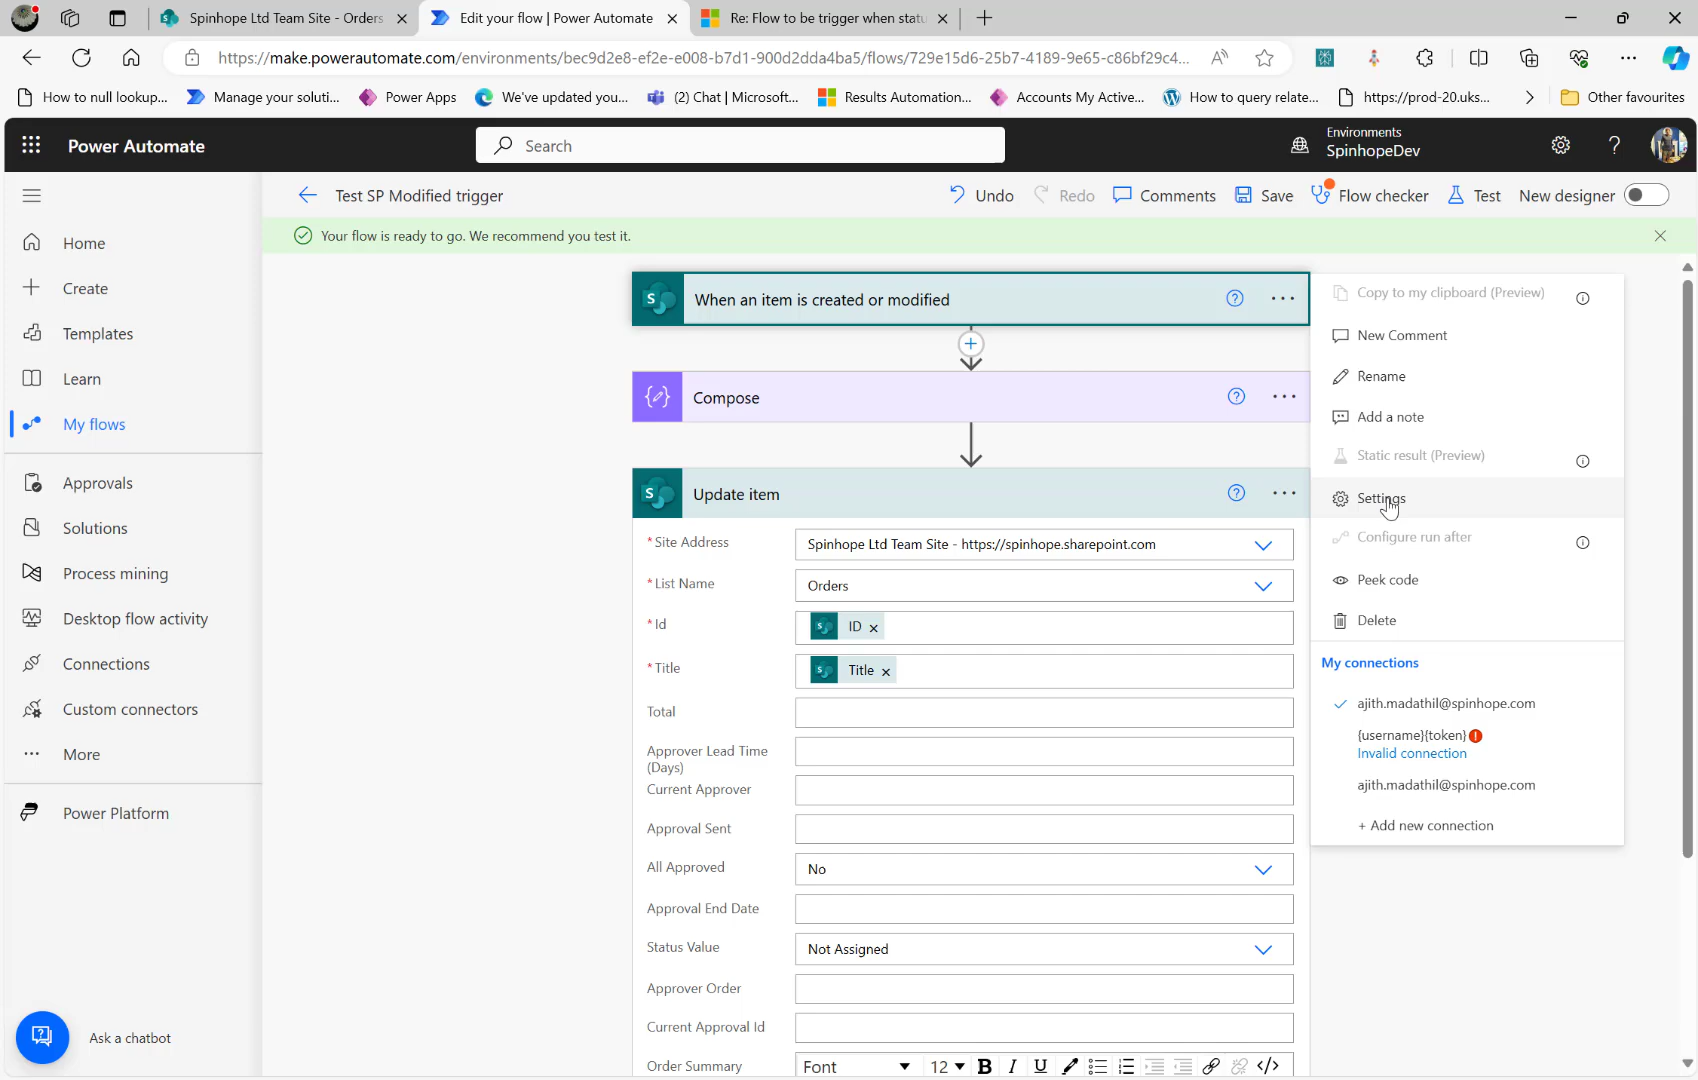 Spinhope Ltd Team Site - Orders
Edit your flow | Power Automate
Re: Flow to be trigger when statu
https://make.powerautomate.com/environments/bec9d2e8-ef2e-e008-b7d1-900d2dda4ba5/flows/729e15d6-25b7-4189-9e65-c86bf29c4...
How to null lookup...
Manage your soluti...
Power Apps
We've updated you...
(2) Chat | Microsoft...
Results Automation...
Accounts My Active...
How to query relate...
https://prod-20.uks...
Other favourites
Power Automate
Search
Environments
SpinhopeDev
Test SP Modified trigger
Undo
Redo
Comments
Save
Flow checker
Test
New designer
Your flow is ready to go. We recommend you test it.
Home
Create
Templates
Learn
My flows
Approvals
Solutions
Process mining
Desktop flow activity
Connections
Custom connectors
More
Power Platform
Ask a chatbot
When an item is created or modified
Compose
Update item
* Site Address
Spinhope Ltd Team Site - https://spinhope.sharepoint.com
* List Name
Orders
* Id
ID
* Title
Title
Total
Approver Lead Time
(Days)
Current Approver
Approval Sent
All Approved
No
Approval End Date
Status Value
Not Assigned
Approver Order
Current Approval Id
Order Summary
Font
12
B I U
</>
Copy to my clipboard (Preview)
New Comment
Rename
Add a note
Static result (Preview)
Settings
Configure run after
Peek code
Delete
My connections
ajith.madathil@spinhope.com
{username}{token}
Invalid connection
ajith.madathil@spinhope.com
+ Add new connection